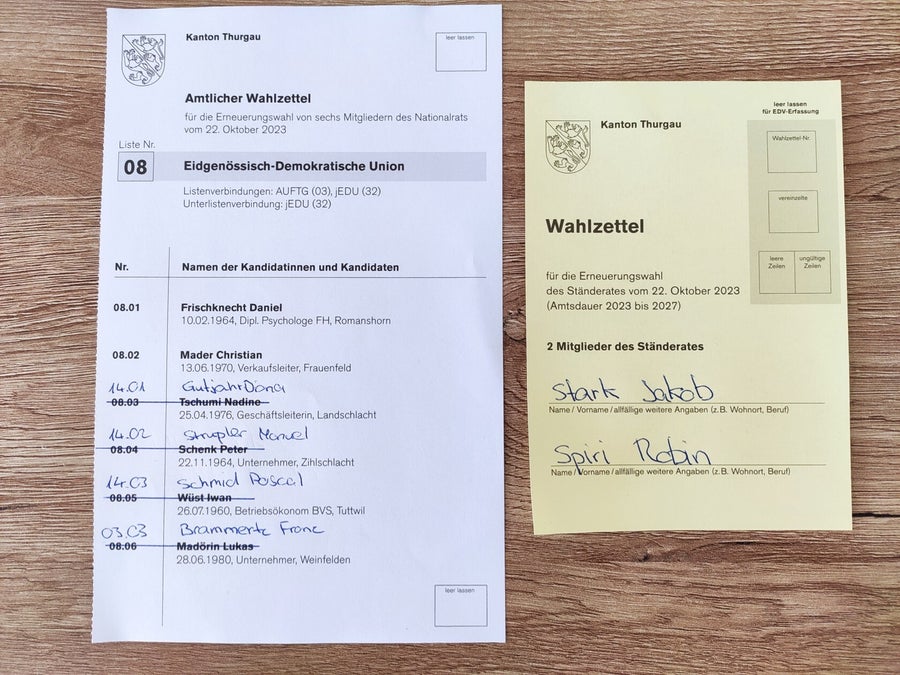 Kanton Thurgau
leer lassen
Amtlicher Wahlzettel
für die Erneuerungswahl von sechs Mitgliedern des Nationalrats
vom 22. Oktober 2023
Liste Nr.
08 Eidgenössisch-Demokratische Union
Listenverbindungen: AUFTG (03), jEDU (32)
Unterlistenverbindung: jEDU (32)
Nr. Namen der Kandidatinnen und Kandidaten
08.01 Frischknecht Daniel
10.02.1964, Dipl. Psychologe FH, Romanshorn
08.02 Mader Christian
13.06.1970, Verkaufsleiter, Frauenfeld
14.01 Gutjahr Diana
08.03 Tschumi Nadine
25.04.1976, Geschäftsleiterin, Landschlacht
14.02 Strupler Manuel
08.04 Schenk Peter
22.11.1964, Unternehmer, Zihlschlacht
14.03 Schmid Pascal
08.05 Wüst Iwan
26.07.1960, Betriebsökonom BVS, Tuttwil
03.03 Brammertz Franc
08.06 Madörin Lukas
28.06.1980, Unternehmer, Weinfelden
leer lassen
leer lassen
für EDV-Erfassung
Kanton Thurgau
Wahlzettel-Nr.
vereinzelte
leere Zeilen
ungültige Zeilen
Wahlzettel
für die Erneuerungswahl
des Ständerates vom 22. Oktober 2023
(Amtsdauer 2023 bis 2027)
2 Mitglieder des Ständerates
Stark Jakob
Name / Vorname / allfällige weitere Angaben (z.B. Wohnort, Beruf)
Spiri Robin
Name / Vorname / allfällige weitere Angaben (z.B. Wohnort, Beruf)